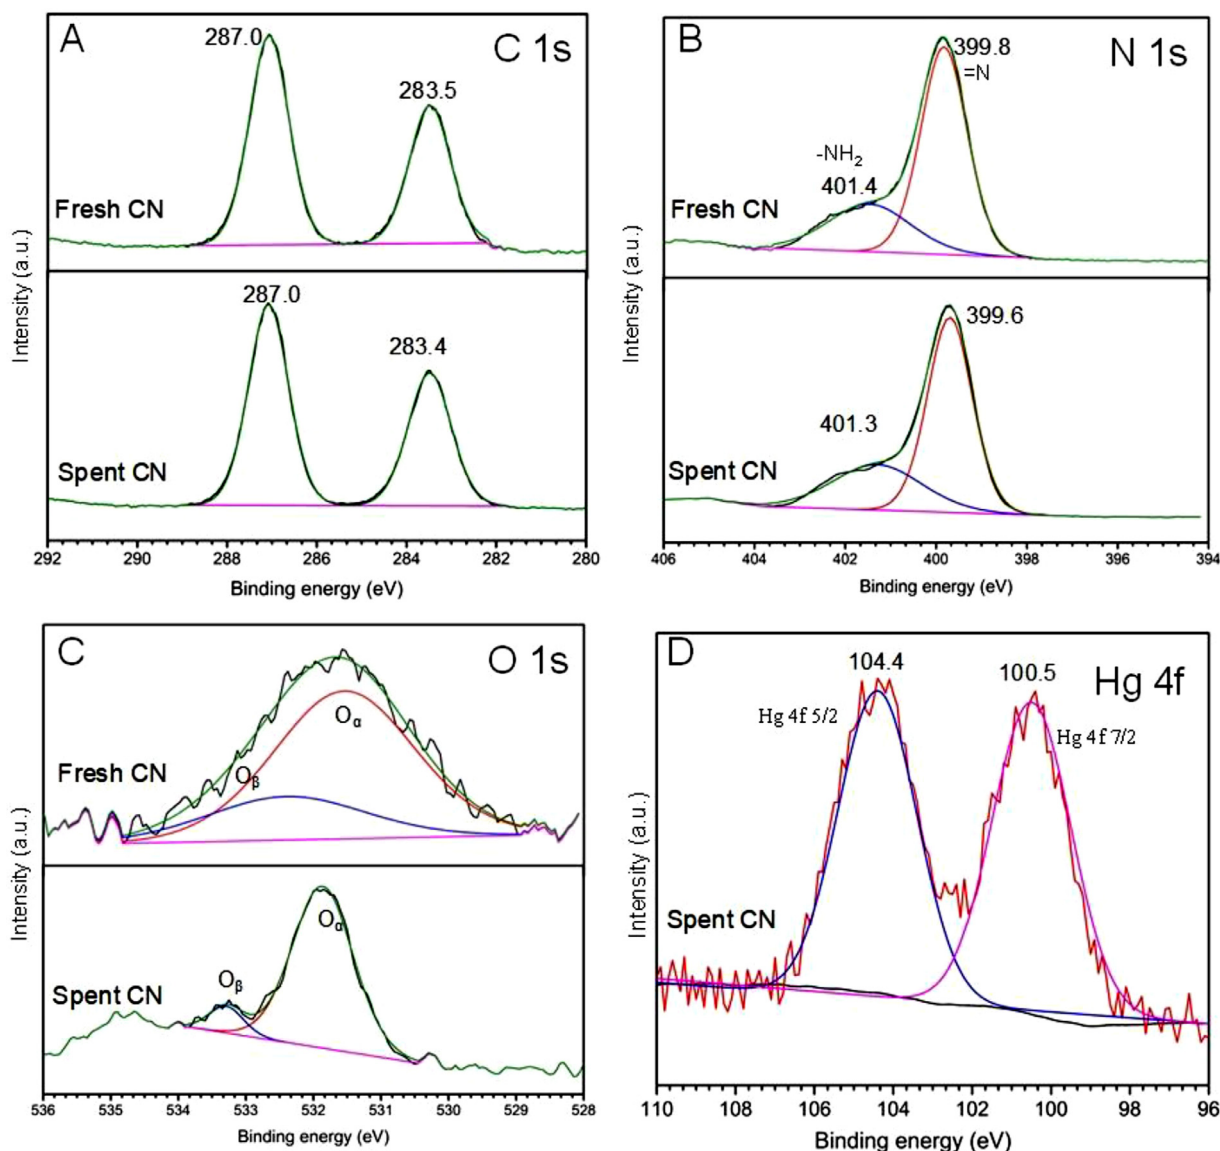 A
C 1s
287.0
283.5
Fresh CN
287.0
283.4
Spent CN
Intensity (a.u.)
292 290 288 286 284 282 280
Binding energy (eV)
B
N 1s
399.8
=N
-NH₂
401.4
Fresh CN
399.6
401.3
Spent CN
Intensity (a.u.)
406 404 402 400 398 396 394
Binding energy (eV)
C
O 1s
Oα
Oβ
Fresh CN
Oα
Oβ
Spent CN
Intensity (a.u.)
536 535 534 533 532 531 530 529 528
Binding energy (eV)
D
Hg 4f
104.4
100.5
Hg 4f 5/2
Hg 4f 7/2
Spent CN
Intensity (a.u.)
110 108 106 104 102 100 98 96
Binding energy (eV)